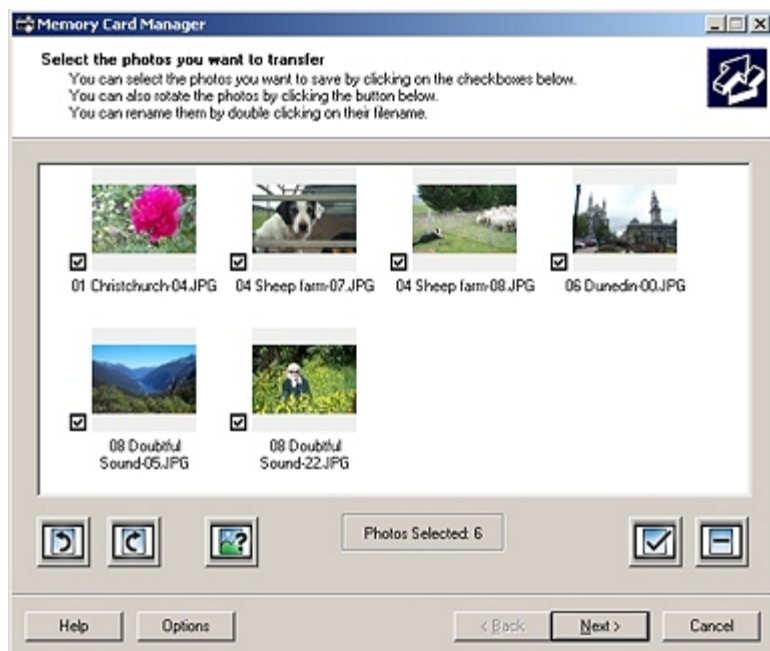 Memory Card Manager
Select the photos you want to transfer
You can select the photos you want to save by clicking on the checkboxes below.
You can also rotate the photos by clicking the button below.
You can rename them by double clicking on their filename.
01 Christchurch-04.JPG
04 Sheep farm-07.JPG
04 Sheep farm-08.JPG
06 Dunedin-00.JPG
08 Doubtful
Sound-05.JPG
08 Doubtful
Sound-22.JPG
?
Photos Selected: 6
Help
Options
< Back
Next >
Cancel